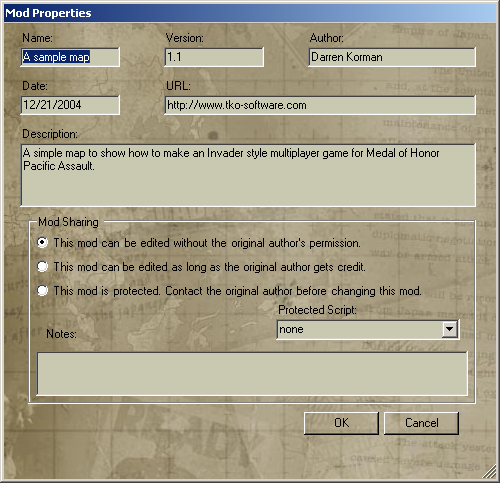 Mod Properties
Name:
Version:
Author:
A sample map
1.1
Darren Korman
Date:
URL:
12/21/2004
http://www.tko-software.com
Description:
A simple map to show how to make an Invader style multiplayer game for Medal of Honor
Pacific Assault.
Mod Sharing
This mod can be edited without the original author's permission.
This mod can be edited as long as the original author gets credit.
This mod is protected. Contact the original author before changing this mod.
Protected Script:
Notes:
none
OK
Cancel